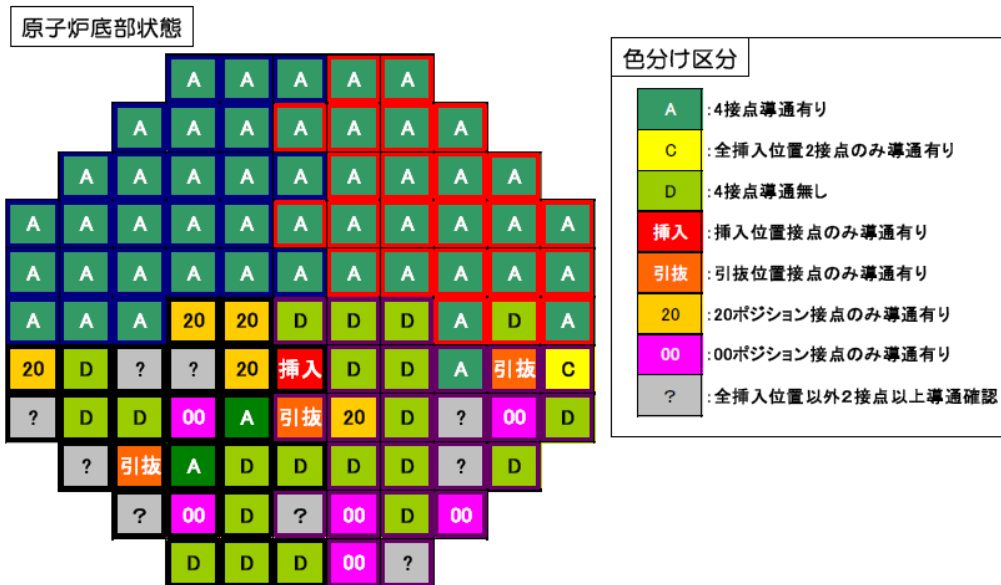 原子炉底部状態
A A A A A
A A A A A A A
A A A A A A A A A
A A A A A A A A A A A
A A A A A A A A A A A
A A A 20 20 D D D A D A
20 D ? ? 20 挿入 D D A 引抜 C
? D D 00 A 引抜 20 D ? 00 D
? 引抜 A D D D D ? D
? 00 D ? 00 D 00
D D D 00 ?
色分け区分
A :4接点導通有り
C :全挿入位置2接点のみ導通有り
D :4接点導通無し
挿入 :挿入位置接点のみ導通有り
引抜 :引抜位置接点のみ導通有り
20 :20ポジション接点のみ導通有り
00 :00ポジション接点のみ導通有り
? :全挿入位置以外2接点以上導通確認